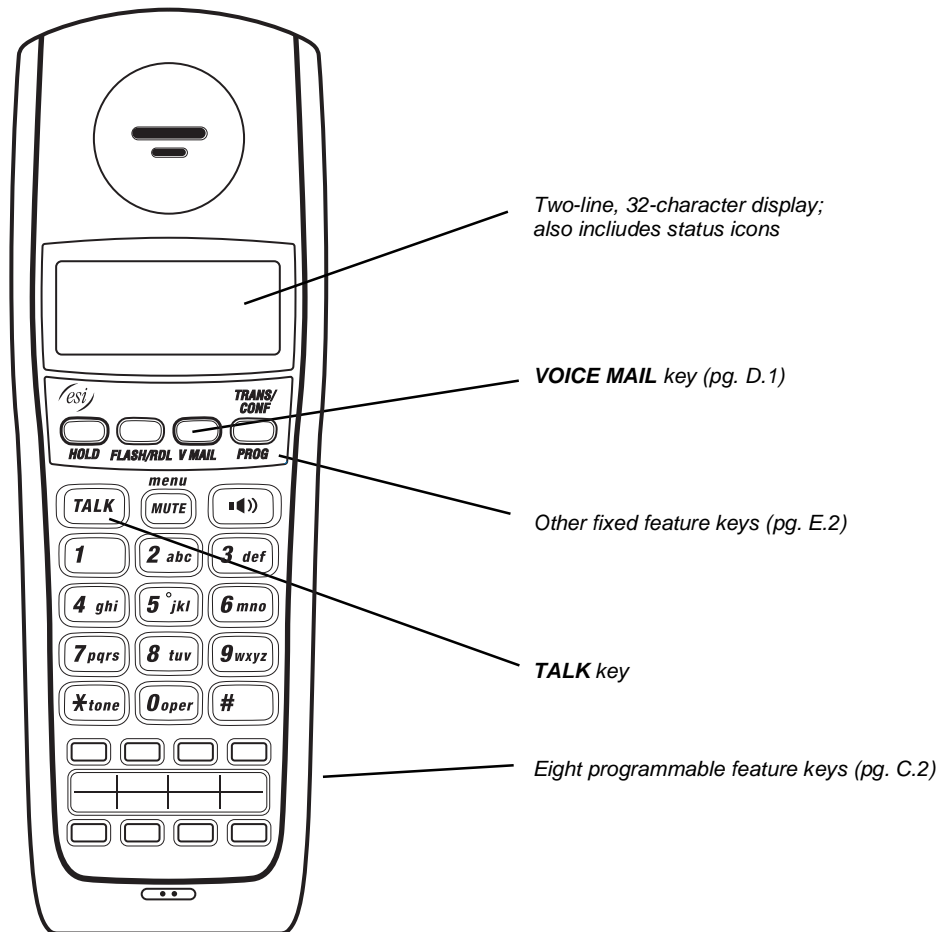 Two-line, 32-character display;
also incliudes status icons
VOICE MAIL key (pg. D.1)
esi
TRANS/
CONF
HOLD FLASH/RDL V MAIL PROG
menu
TALK MUTE
Other fixed feature keys (pg. E.2)
1 2 abc 3 def
4 ghi 5 jkl 6 mno
7 pqrs 8 tuv 9 wxyz
TALK key
* tone 0 oper #
Eight programmable feature keys (pg. C.2)